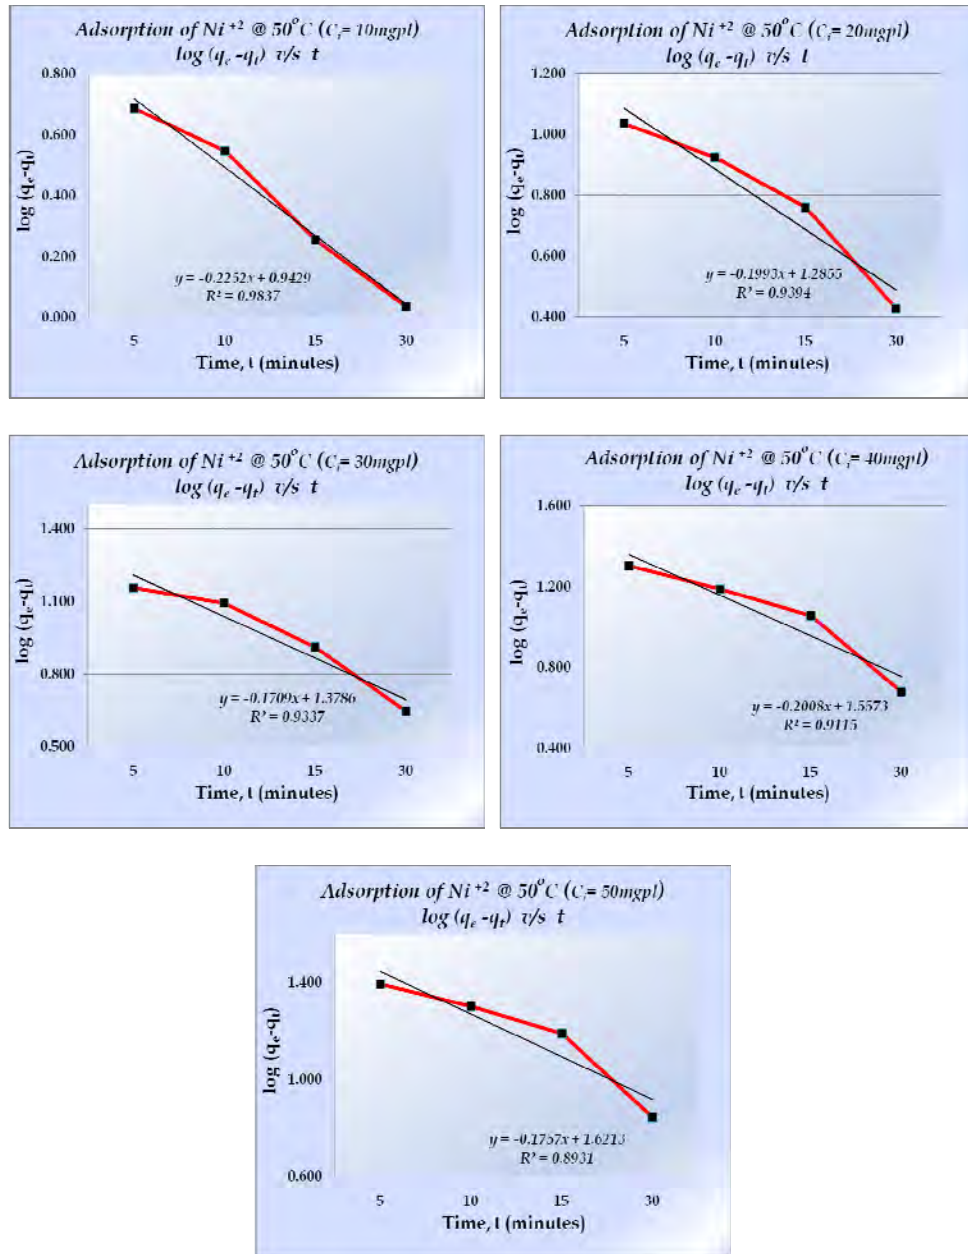 Adsorption of Ni +2 @ 50°C (Ci= 10mgpl)
log (qe -qt) v/s t
0.800
0.600
0.400
0.200
0.000
log (qe-qt)
y = -0.2252x + 0.9429
R² = 0.9837
5 10 15 30
Time, t (minutes)
Adsorption of Ni +2 @ 50°C (Ci= 20mgpl)
log (qe -qt) v/s t
1.200
1.000
0.800
0.600
0.400
log (qe-qt)
y = -0.1993x + 1.2855
R² = 0.9394
5 10 15 30
Time, t (minutes)
Adsorption of Ni +2 @ 50°C (Ci= 30mgpl)
log (qe -qt) v/s t
1.400
1.100
0.800
0.500
log (qe-qt)
y = -0.1709x + 1.3786
R² = 0.9337
5 10 15 30
Time, t (minutes)
Adsorption of Ni +2 @ 50°C (Ci= 40mgpl)
log (qe -qt) v/s t
1.600
1.200
0.800
0.400
log (qe-qt)
y = -0.2008x + 1.5573
R² = 0.9115
5 10 15 30
Time, t (minutes)
Adsorption of Ni +2 @ 50°C (Ci= 50mgpl)
log (qe -qt) v/s t
1.400
1.000
0.600
log (qe-qt)
y = -0.1757x + 1.6213
R² = 0.8931
5 10 15 30
Time, t (minutes)